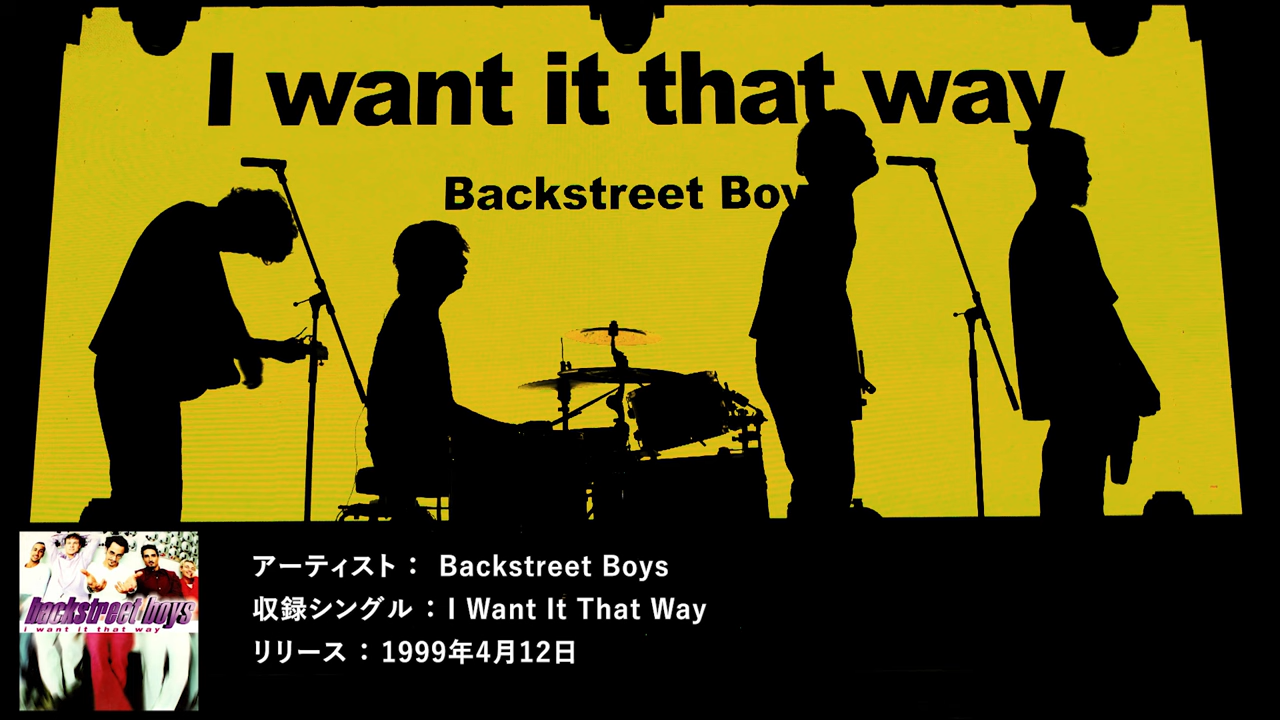 I want it that way
Backstreet Boy
backstreet boys
i want it that way
アーティスト： Backstreet Boys
収録シングル：I Want It That Way
リリース：1999年4月12日